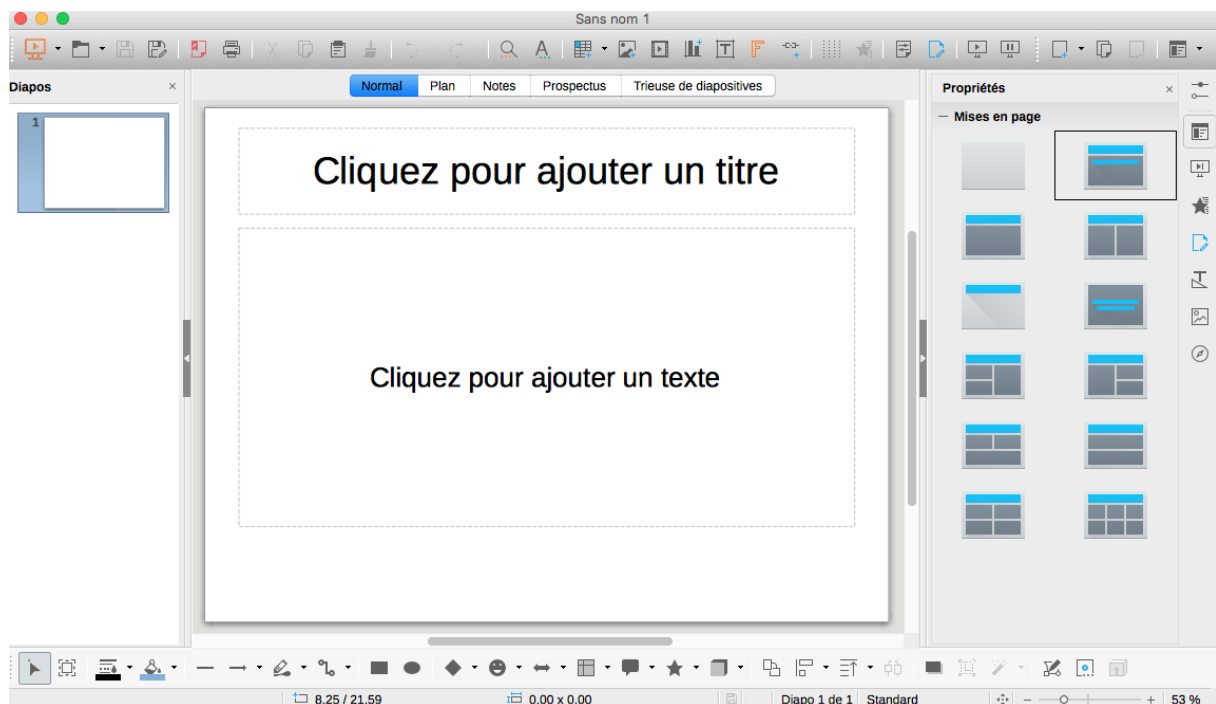 Sans nom 1
Diapos ×
Normal Plan Notes Prospectus Trieuse de diapositives
Propriétés ×
Mises en page
1
Cliquez pour ajouter un titre
Cliquez pour ajouter un texte
8.25 / 21.59 0.00 x 0.00 Diapo 1 de 1 Standard 53 %